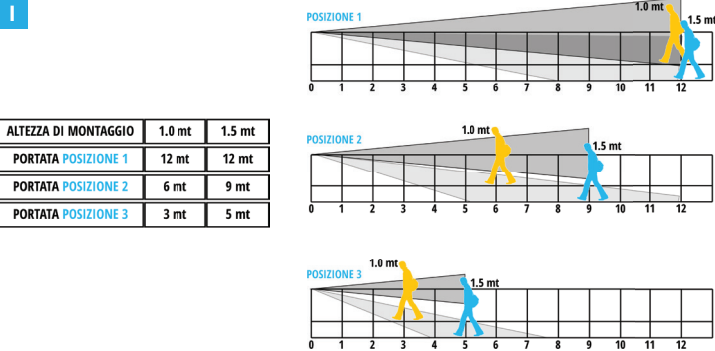 I
ALTEZZA DI MONTAGGIO 1.0 mt 1.5 mt
PORTATA POSIZIONE 1 12 mt 12 mt
PORTATA POSIZIONE 2 6 mt 9 mt
PORTATA POSIZIONE 3 3 mt 5 mt
POSIZIONE 1
1.0 mt
1.5 mt
0 1 2 3 4 5 6 7 8 9 10 11 12
POSIZIONE 2
1.0 mt
1.5 mt
0 1 2 3 4 5 6 7 8 9 10 11 12
POSIZIONE 3
1.0 mt
1.5 mt
0 1 2 3 4 5 6 7 8 9 10 11 12